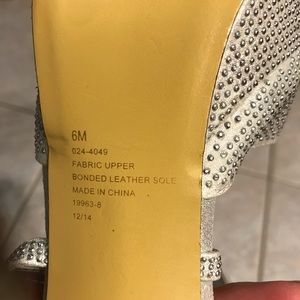 6M
024-4049
FABRIC UPPER
BONDED LEATHER SOLE
MADE IN CHINA
19963-8
12/14